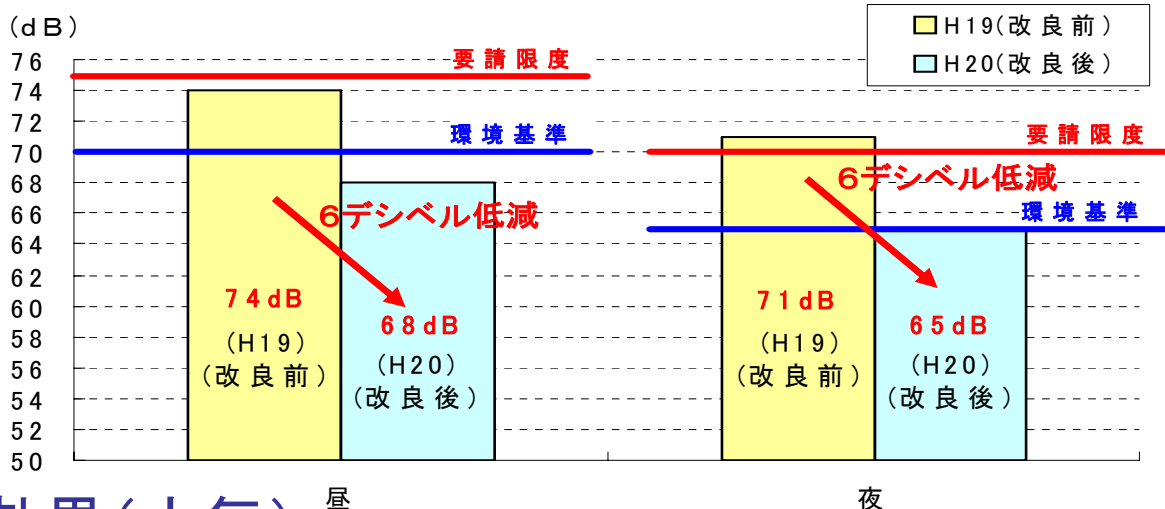 (dB)
H19(改良前)
H20(改良後)
76
74
72
70
68
66
64
62
60
58
56
54
52
50
要請限度
環境基準
6デシベル低減
74dB
(H19)
(改良前)
68dB
(H20)
(改良後)
要請限度
6デシベル低減
環境基準
71dB
(H19)
(改良前)
65dB
(H20)
(改良後)
昼
夜